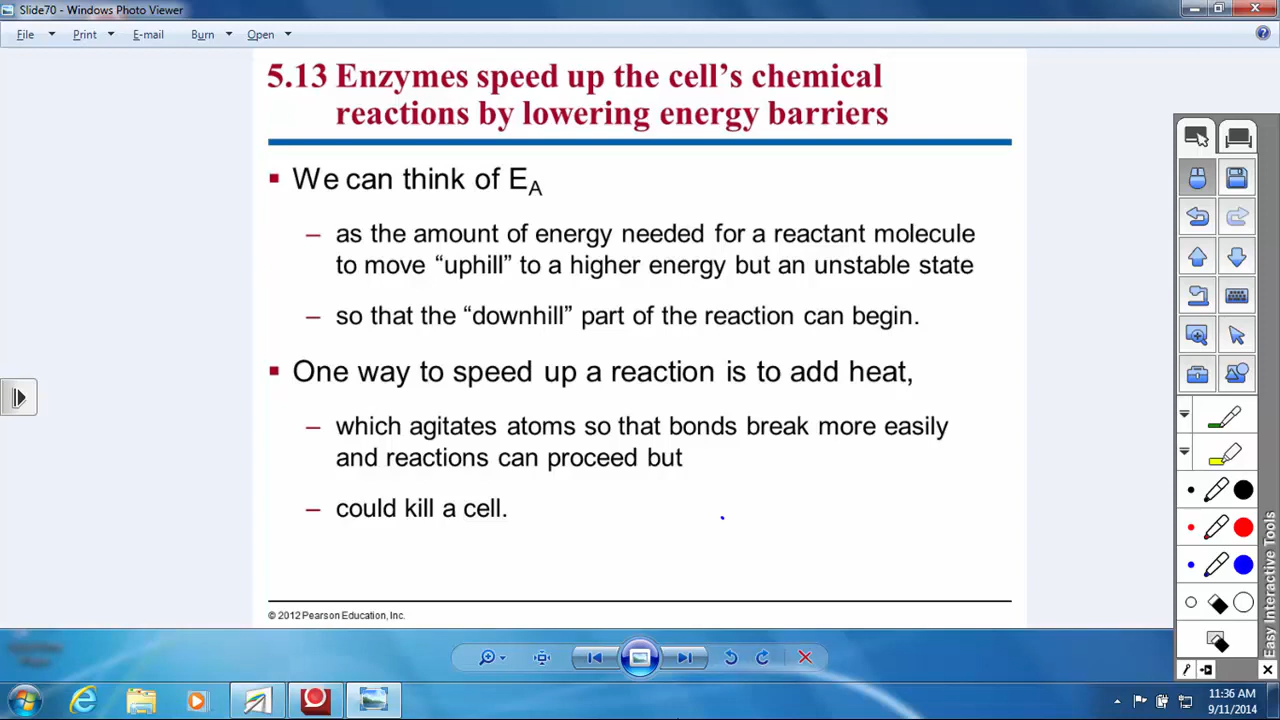 Slide70 - Windows Photo Viewer
File Print E-mail Burn Open
5.13 Enzymes speed up the cell’s chemical
reactions by lowering energy barriers
▪ We can think of EA
– as the amount of energy needed for a reactant molecule
to move “uphill” to a higher energy but an unstable state
– so that the “downhill” part of the reaction can begin.
▪ One way to speed up a reaction is to add heat,
– which agitates atoms so that bonds break more easily
and reactions can proceed but
– could kill a cell.
© 2012 Pearson Education, Inc.
Easy Interactive Tools
11:36 AM
9/11/2014